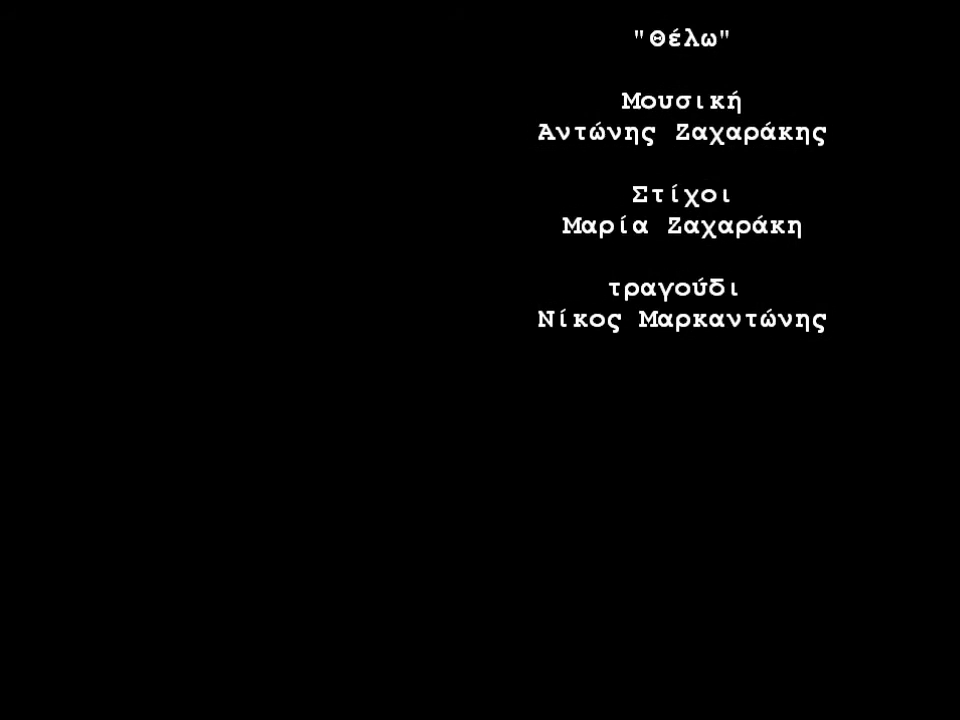 "Θέλω"
Μουσική
Αντώνης Ζαχαράκης
Στίχοι
Μαρία Ζαχαράκη
τραγούδι
Νίκος Μαρκαντώνης